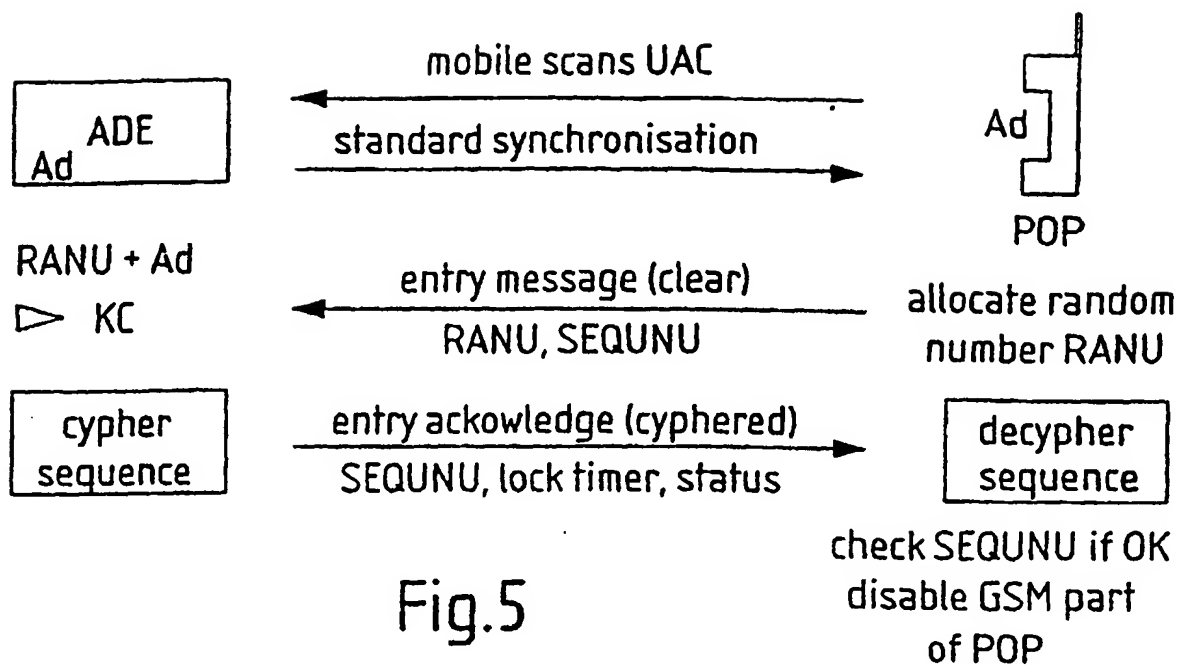 mobile scans UAC
ADE
Ad
standard synchronisation
Ad
POP
RANU + Ad
▷ KC
entry message (clear)
RANU, SEQUNU
allocate random
number RANU
cypher
sequence
entry ackowledge (cyphered)
SEQUNU, lock timer, status
decypher
sequence
check SEQUNU if OK
disable GSM part
of POP
Fig.5